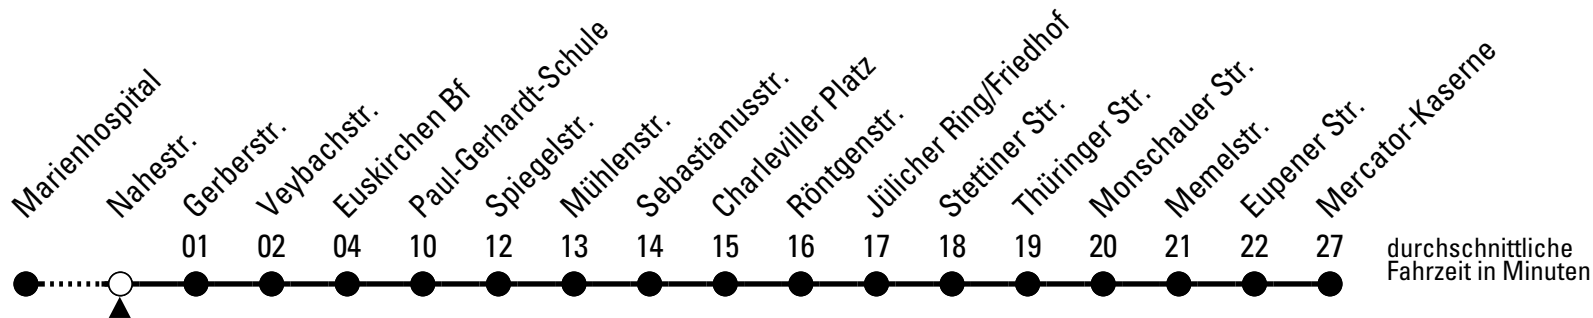 Marienhospital
Nahestr.
Gerberstr.
Veybachstr.
Euskirchen Bf
Paul-Gerhardt-Schule
Spiegelstr.
Mühlenstr.
Sebastianusstr.
Charleviller Platz
Röntgenstr.
Jülicher Ring/Friedhof
Stettiner Str.
Thüringer Str.
Monschauer Str.
Memelstr.
Eupener Str.
Mercator-Kaserne
01 02 04 10 12 13 14 15 16 17 18 19 20 21 22 27
durchschnittliche
Fahrzeit in Minuten